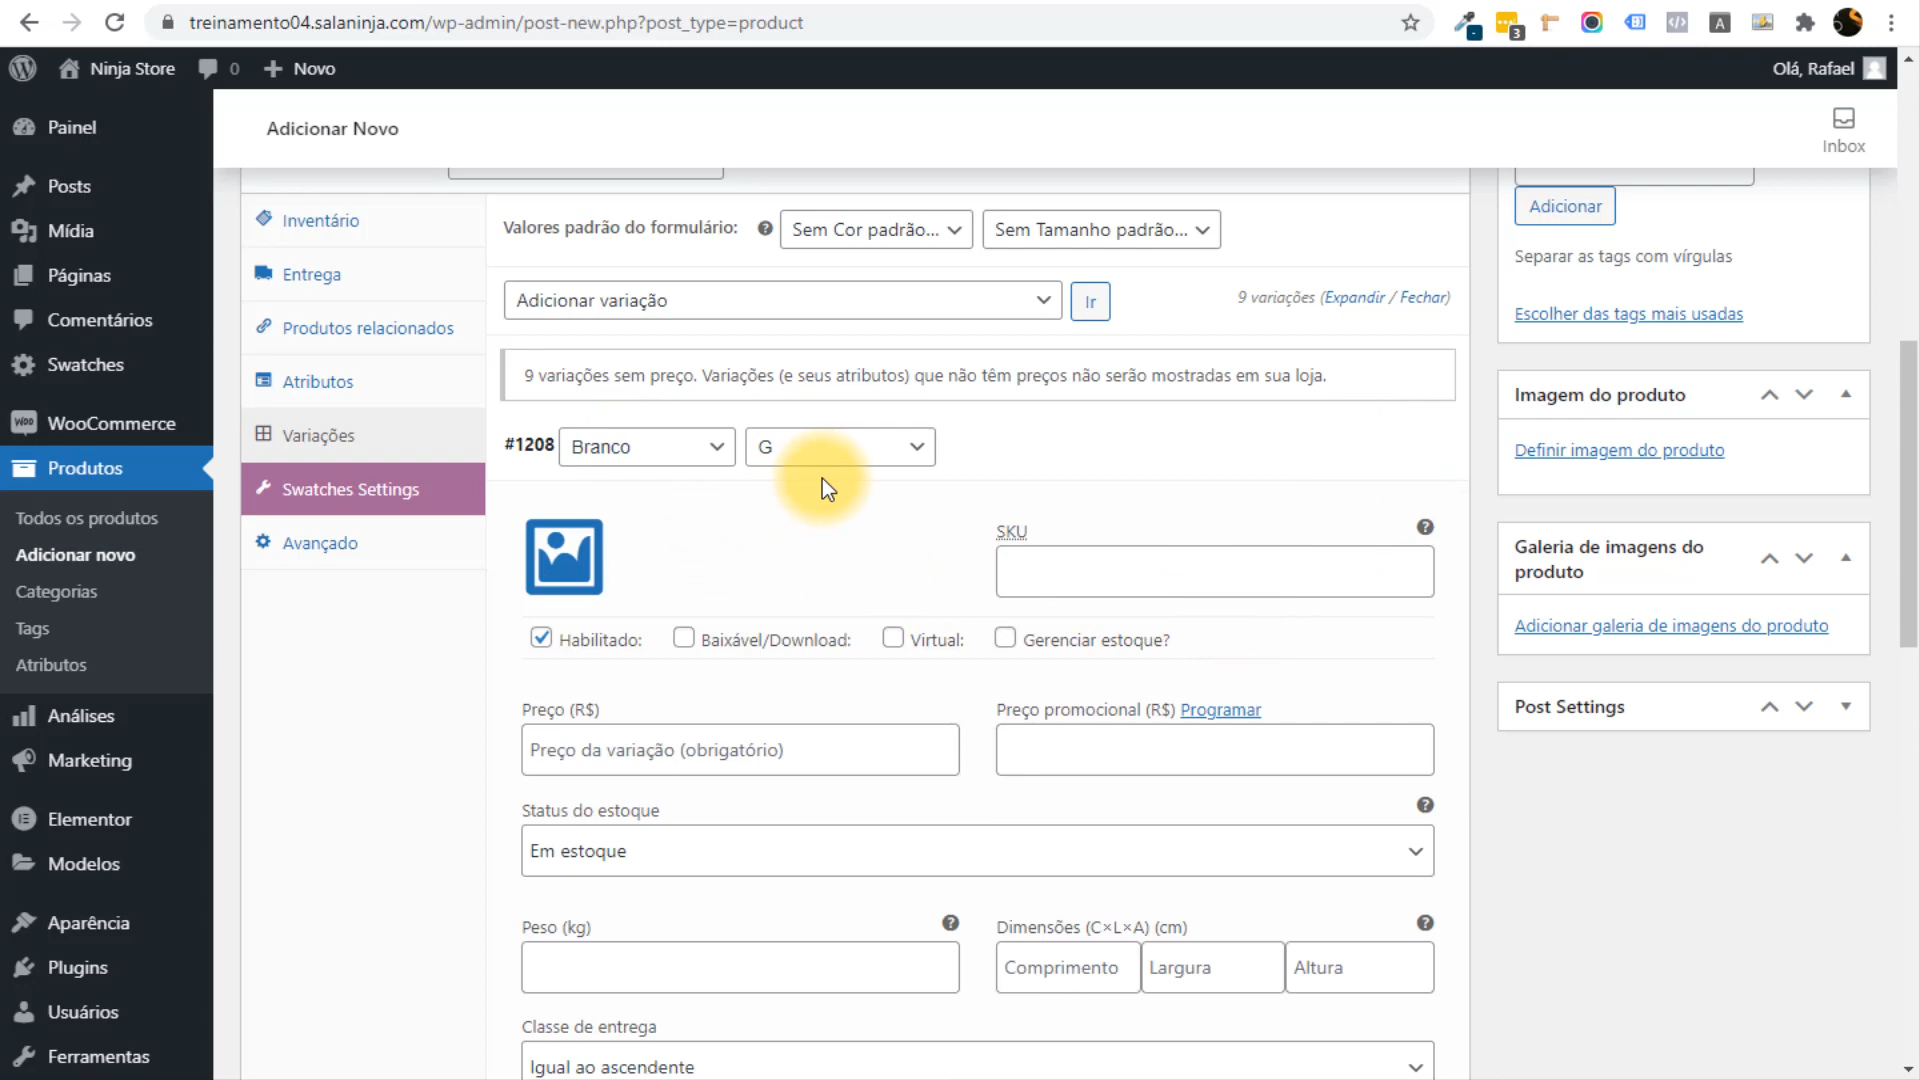 treinamento04.salaninja.com/wp-admin/post-new.php?post_type=product
3
A
Ninja Store
0
Novo
Olá, Rafael
Painel
Posts
Mídia
Páginas
Comentários
Swatches
WooCommerce
Produtos
Todos os produtos
Adicionar novo
Categorias
Tags
Atributos
Análises
Marketing
Elementor
Modelos
Aparência
Plugins
Usuários
Ferramentas
Adicionar Novo
Inbox
Inventário
Entrega
Produtos relacionados
Atributos
Variações
Swatches Settings
Avançado
Valores padrão do formulário:
Sem Cor padrão...
Sem Tamanho padrão...
Adicionar variação
Ir
9 variações (Expandir / Fechar)
9 variações sem preço. Variações (e seus atributos) que não têm preços não serão mostradas em sua loja.
#1208
Branco
G
SKU
Habilitado:
Baixável/Download:
Virtual:
Gerenciar estoque?
Preço (R$)
Preço da variação (obrigatório)
Preço promocional (R$) Programar
Status do estoque
Em estoque
Peso (kg)
Dimensões (C×L×A) (cm)
Comprimento
Largura
Altura
Classe de entrega
Igual ao ascendente
Adicionar
Separar as tags com vírgulas
Escolher das tags mais usadas
Imagem do produto
Definir imagem do produto
Galeria de imagens do
produto
Adicionar galeria de imagens do produto
Post Settings